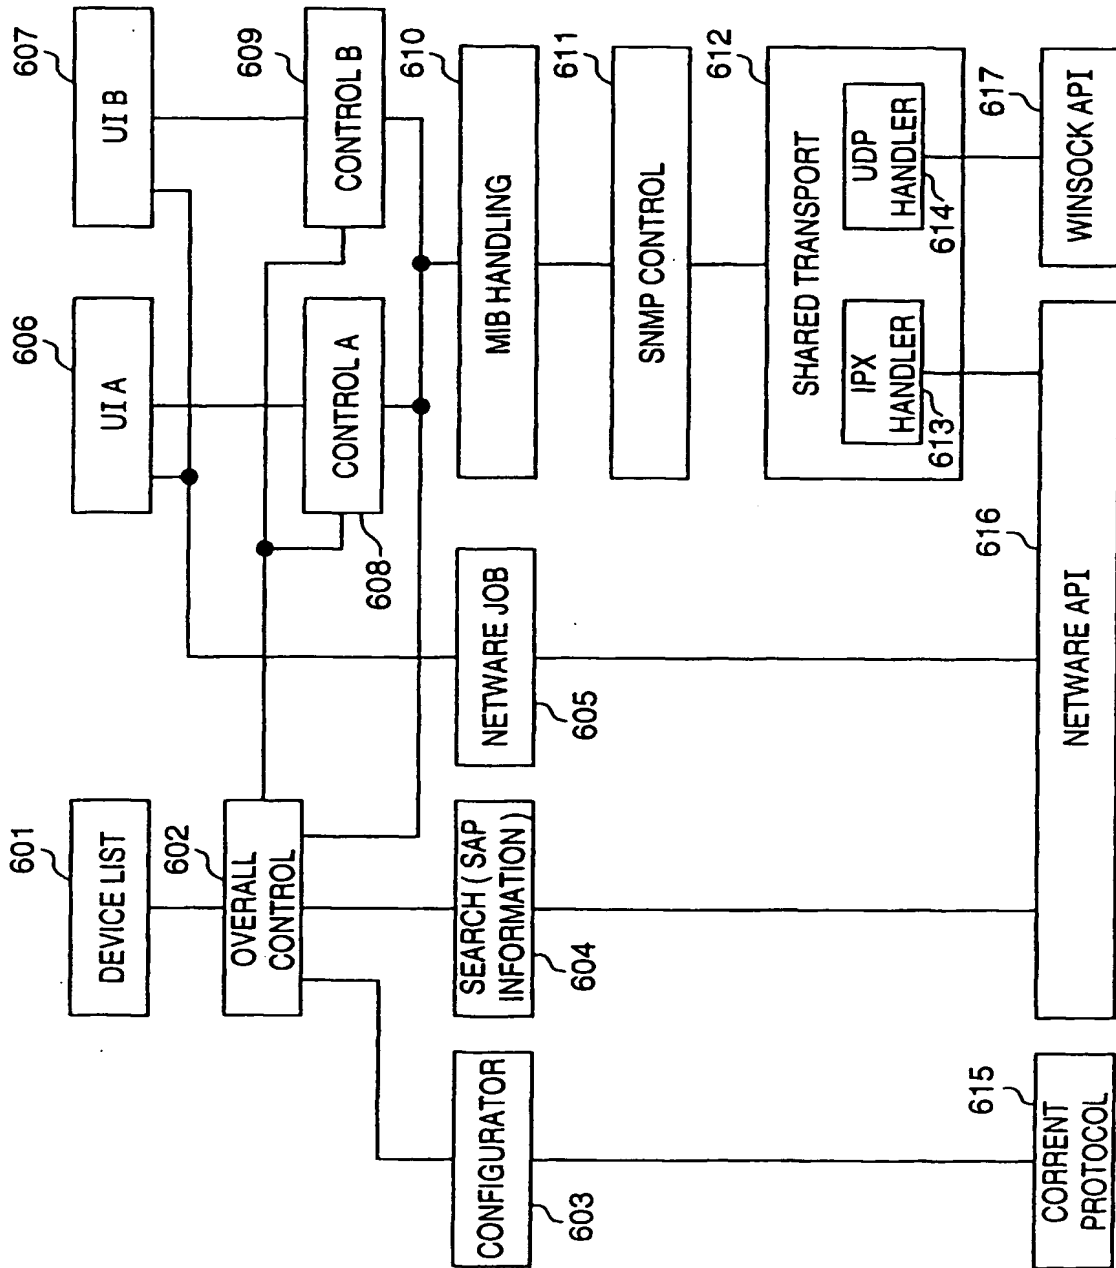 601
DEVICE LIST
606
UI A
607
UI B
602
OVERALL
CONTROL
CONTROL A
608
609
CONTROL B
CONFIGURATOR
603
SEARCH ( SAP
INFORMATION)
604
NETWARE JOB
605
610
MIB HANDLING
611
SNMP CONTROL
612
SHARED TRANSPORT
IPX
HANDLER
613
UDP
HANDLER
614
615
CORRENT
PROTOCOL
616
NETWARE API
617
WINSOCK API